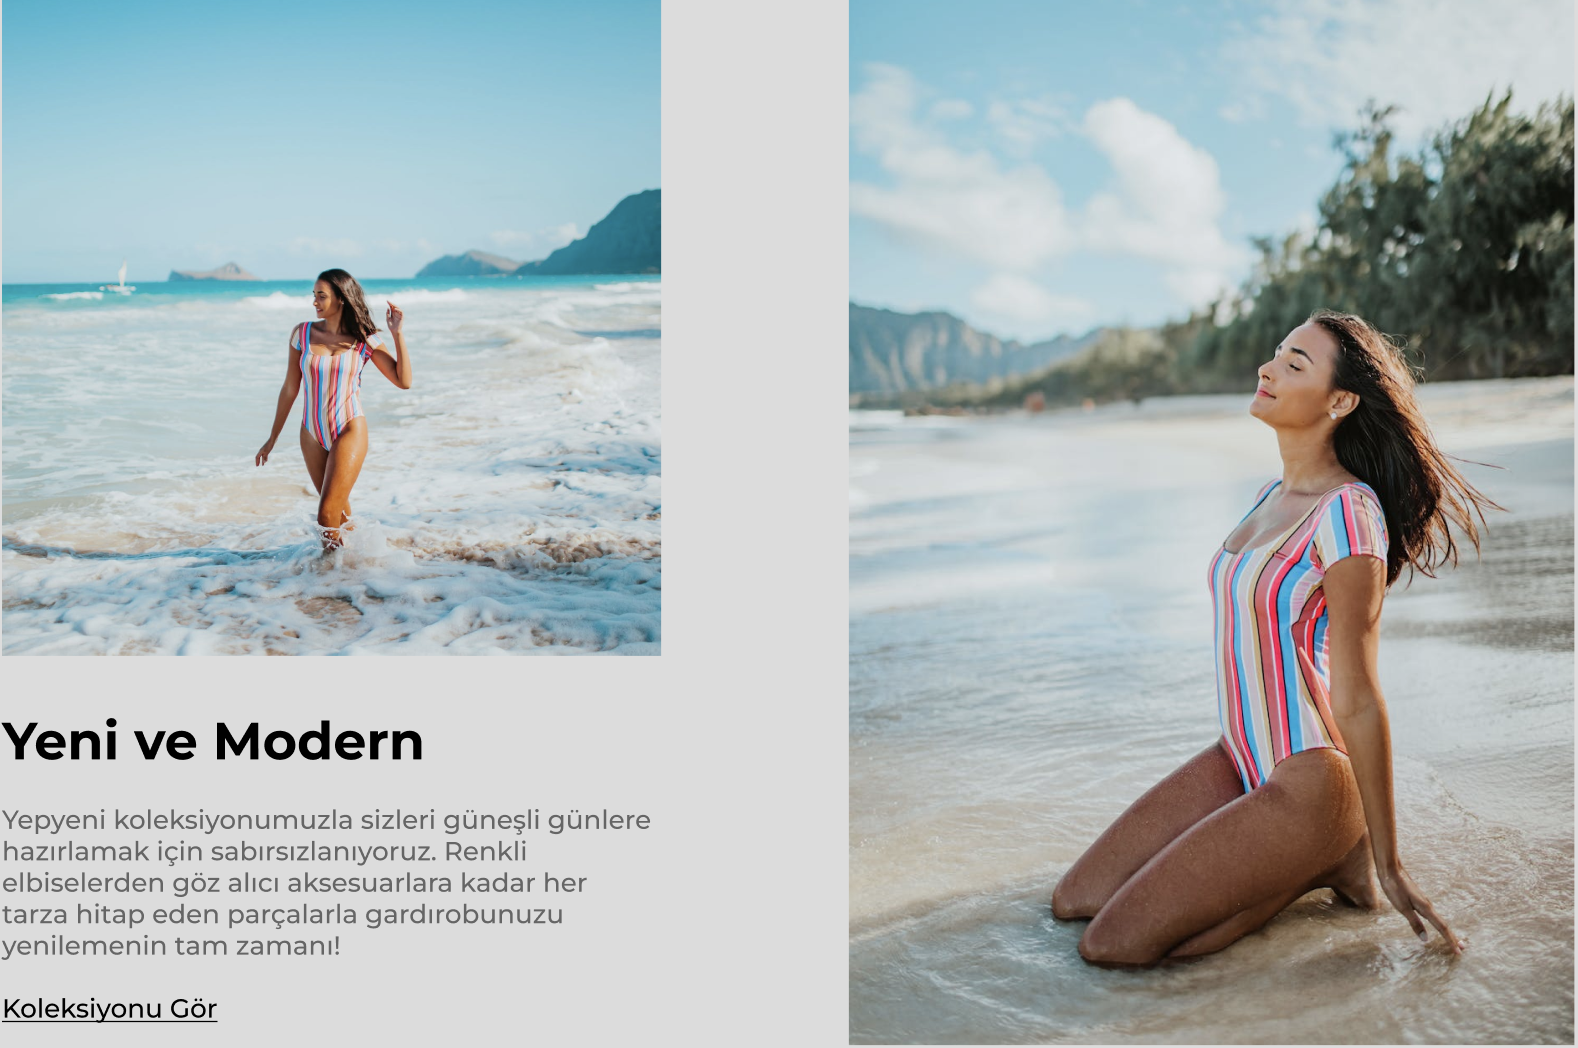 Yeni ve Modern
Yepyeni koleksiyonumuzla sizleri güneşli günlere
hazırlamak için sabırsızlanıyoruz. Renkli
elbiselerden göz alıcı aksesuarlara kadar her
tarza hitap eden parçalarla gardırobunuzu
yenilemenin tam zamanı!
Koleksiyonu Gör